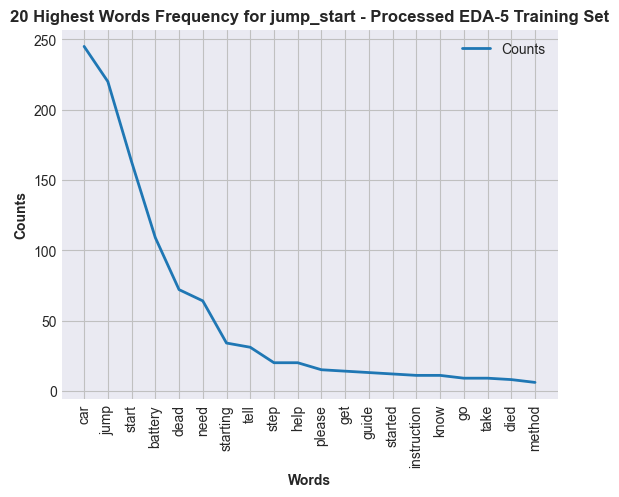 20 Highest Words Frequency for jump_start - Processed EDA-5 Training Set
Counts
250
200
150
100
50
0
Counts
car
jump
start
battery
dead
need
starting
tell
step
help
please
get
guide
started
instruction
know
go
take
died
method
Words